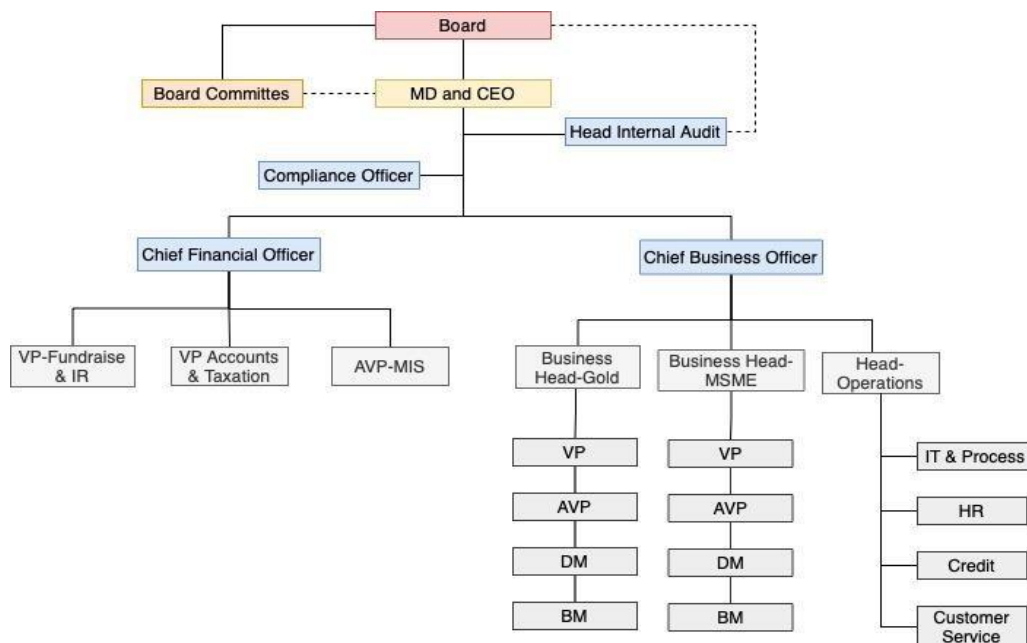 Board
Board Committes
MD and CEO
Head Internal Audit
Compliance Officer
Chief Financial Officer
Chief Business Officer
VP-Fundraise
& IR
VP Accounts
& Taxation
AVP-MIS
Business
Head-Gold
Business Head-
MSME
Head-
Operations
VP
VP
IT & Process
AVP
AVP
HR
DM
DM
Credit
BM
BM
Customer
Service